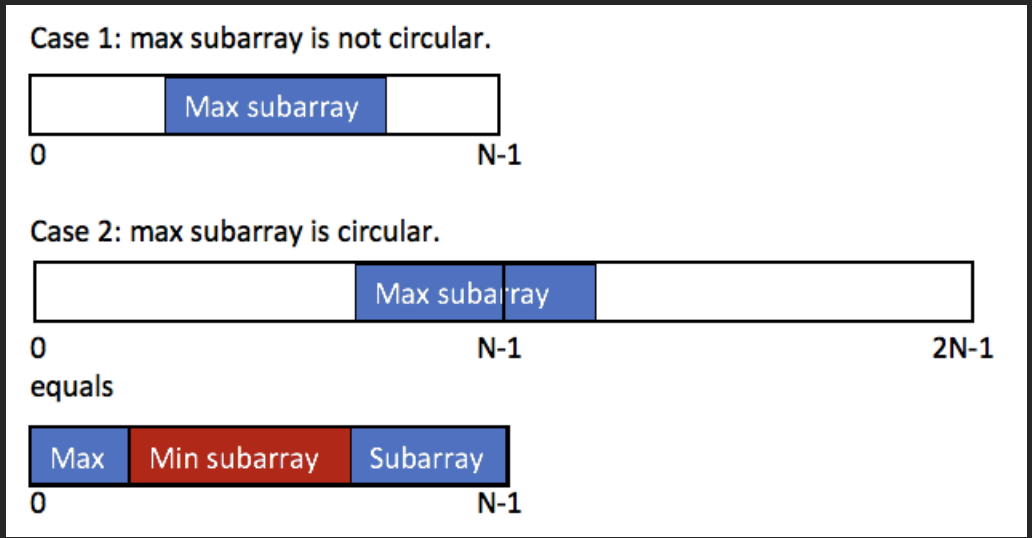 Case 1: max subarray is not circular.
Max subarray
0 N-1
Case 2: max subarray is circular.
Max subarray
0 N-1 2N-1
equals
Max Min subarray Subarray
0 N-1